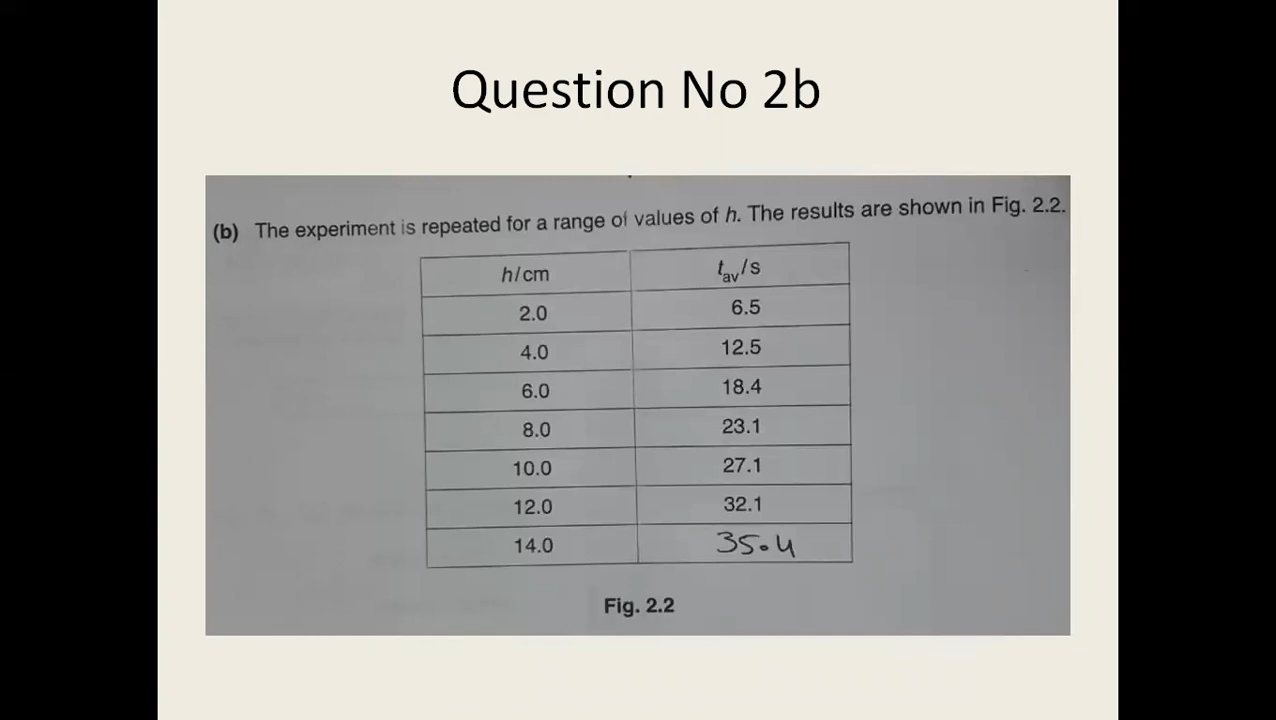 Question No 2b
(b) The experiment is repeated for a range of values of h. The results are shown in Fig. 2.2.
h/cm tav/s
2.0 6.5
4.0 12.5
6.0 18.4
8.0 23.1
10.0 27.1
12.0 32.1
14.0 35.4
Fig. 2.2